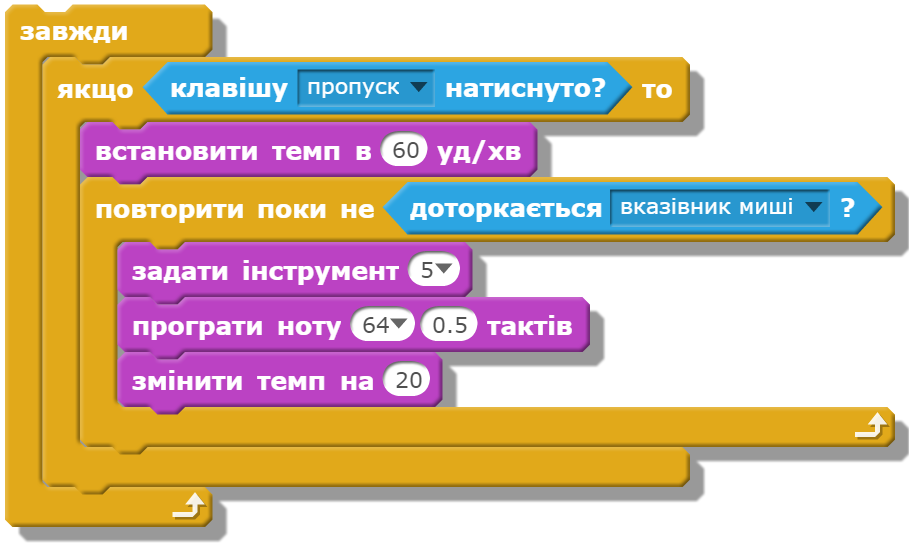 завжди
якщо клавішу пропуск натиснуто? то
встановити темп в 60 уд/хв
повторити поки не доторкається вказівник миші ?
задати інструмент 5
програти ноту 64 0.5 тактів
змінити темп на 20